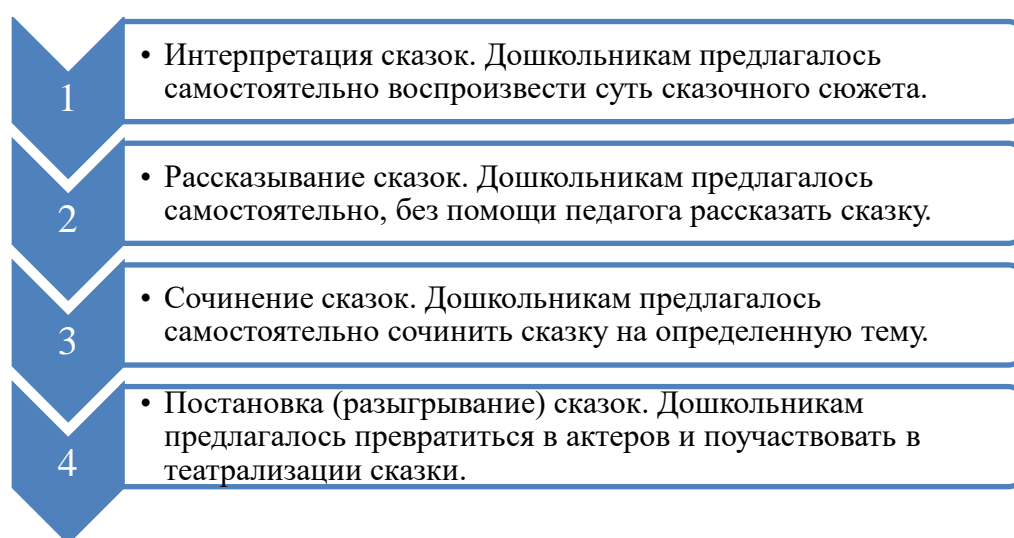 1
• Интерпретация сказок. Дошкольникам предлагалось
самостоятельно воспроизвести суть сказочного сюжета.
2
• Рассказывание сказок. Дошкольникам предлагалось
самостоятельно, без помощи педагога рассказать сказку.
3
• Сочинение сказок. Дошкольникам предлагалось
самостоятельно сочинить сказку на определенную тему.
4
• Постановка (разыгрывание) сказок. Дошкольникам
предлагалось превратиться в актеров и поучаствовать в
театрализации сказки.